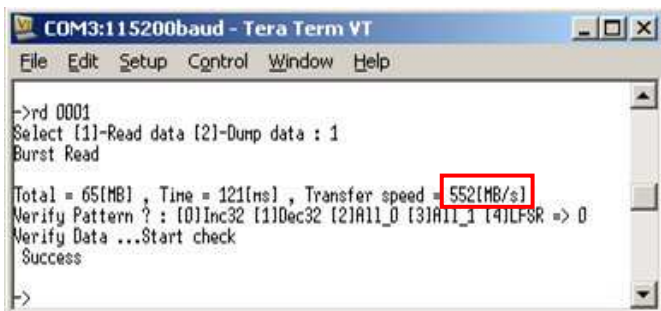 COM3:115200baud - Tera Term VT
File Edit Setup Control Window Help
->rd 0001
Select [1]-Read data [2]-Dump data : 1
Burst Read
Total = 65[MB] , Time = 121[ms] , Transfer speed = 552[MB/s]
Verify Pattern ? : [0]Inc32 [1]Dec32 [2]All_0 [3]All_1 [4]LFSR => 0
Verify Data ...Start check
Success
->